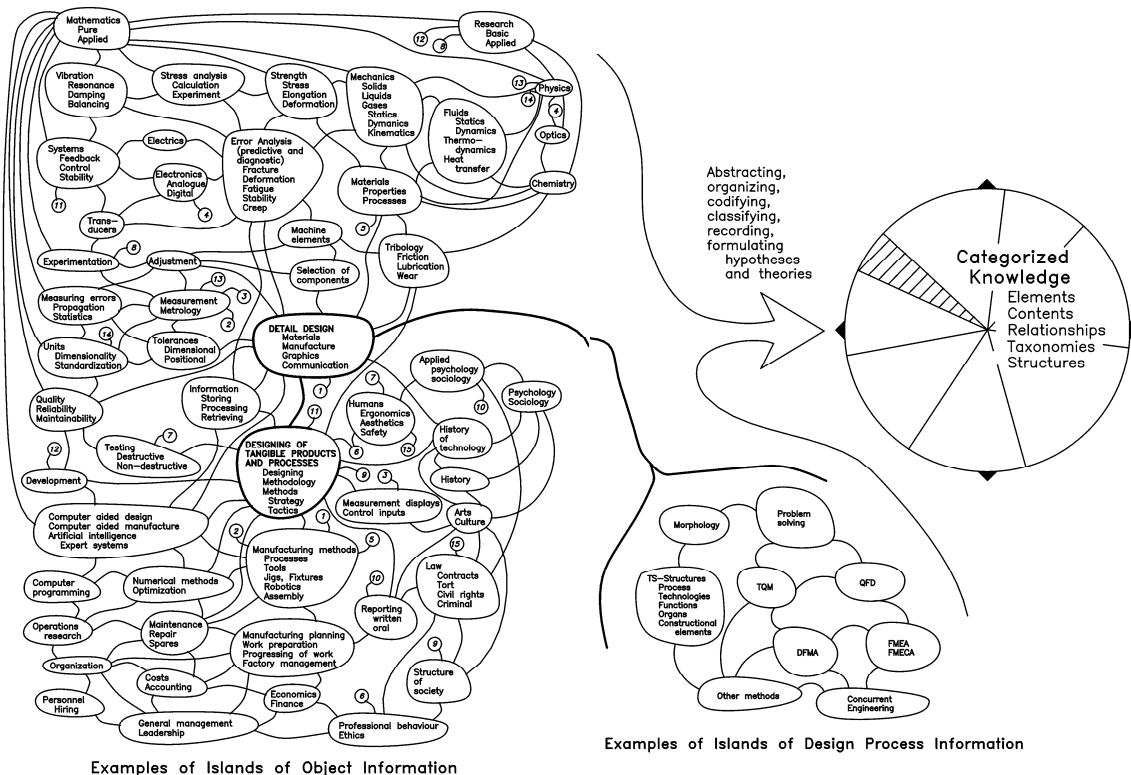 Mathematics
Pure
Applied
Research
Basic
Applied
12
8
Vibration
Resonance
Damping
Balancing
Stress analysis
Calculation
Experiment
Strength
Stress
Elongation
Deformation
Mechanics
Solids
Liquids
Gases
Statics
Dymanics
Kinematics
13
14
Physics
4
Optics
Fluids
Statics
Dynamics
Thermo-
dynamics
Heat
transfer
Chemistry
Systems
Feedback
Control
Stability
11
Electrics
Electronics
Analogue
Digital
4
Error Analysis
(predictive and
diagnostic)
Fracture
Deformation
Fatigue
Stability
Creep
Materials
Properties
Processes
3
Trans-
ducers
Machine
elements
Tribology
Friction
Lubrication
Wear
Experimentation
8
Adjustment
Selection of
components
Measuring errors
Propagation
Statistics
13
3
Measurement
Metrology
2
14
Units
Dimensionality
Standardization
Tolerances
Dimensional
Positional
DETAIL DESIGN
Materials
Manufacture
Graphics
Communication
1
11
Quality
Reliability
Maintainability
Information
Storing
Processing
Retrieving
7
Humans
Ergonomics
Aesthetics
Safety
6
15
Applied
psychology
sociology
10
Psychology
Sociology
History
of
technology
History
12
Testing
Destructive
Non-destructive
7
Development
DESIGNING OF
TANGIBLE PRODUCTS
AND PROCESSES
Designing
Methodology
Methods
Strategy
Tactics
9
3
Measurement displays
Control inputs
Arts
Culture
Computer aided design
Computer aided manufacture
Artificial intelligence
Expert systems
2
1
5
Manufacturing methods
Processes
Tools
Jigs, Fixtures
Robotics
Assembly
15
Law
Contracts
Tort
Civil rights
Criminal
10
Reporting
written
oral
Computer
programming
Numerical methods
Optimization
Operations
research
Maintenance
Repair
Spares
Manufacturing planning
Work preparation
Progressing of work
Factory management
9
Structure
of
society
Organization
Costs
Accounting
Economics
Finance
Personnel
Hiring
General management
Leadership
6
Professional behaviour
Ethics
Examples of Islands of Object Information
Abstracting,
organizing,
codifying,
classifying,
recording,
formulating
hypotheses
and theories
Categorized
Knowledge
Elements
Contents
Relationships
Taxonomies
Structures
Morphology
Problem
solving
TS-Structures
Process
Technologies
Functions
Organs
Constructional
elements
TQM
QFD
DFMA
FMEA
FMECA
Other methods
Concurrent
Engineering
Examples of Islands of Design Process Information